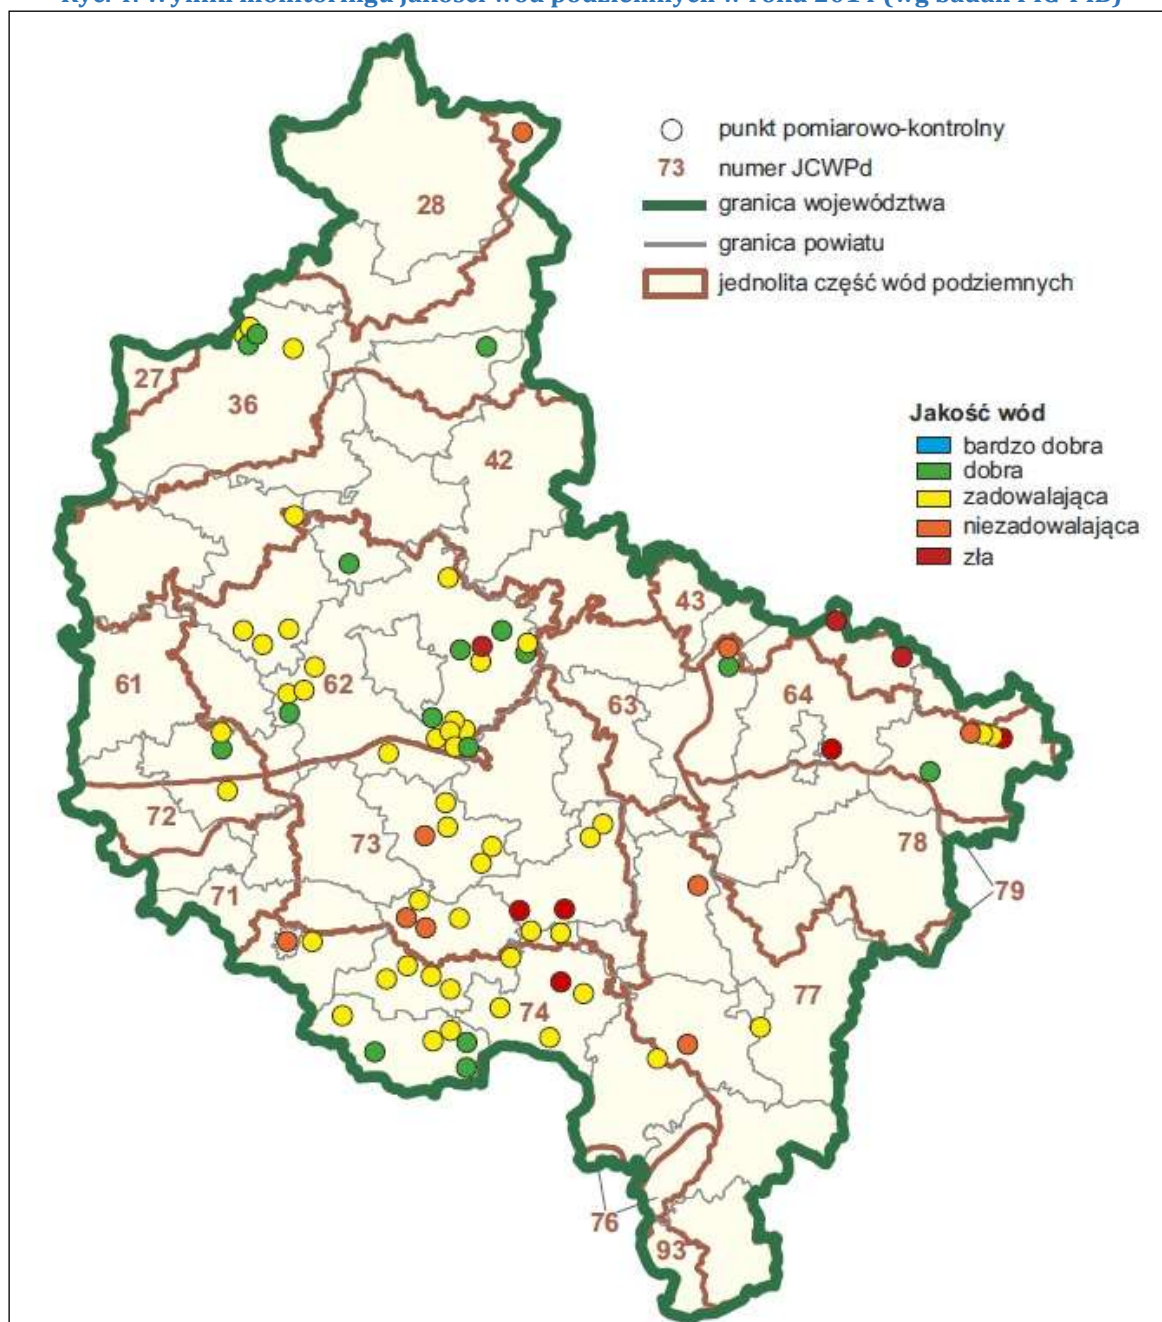 punkt pomiarowo-kontrolny
73 numer JCWPd
granica województwa
granica powiatu
jednolita część wód podziemnych
28
27
36
42
Jakość wód
bardzo dobra
dobra
zadowalająca
niezadowalająca
zła
43
61
62
63
64
72
73
78
79
71
77
74
76
93